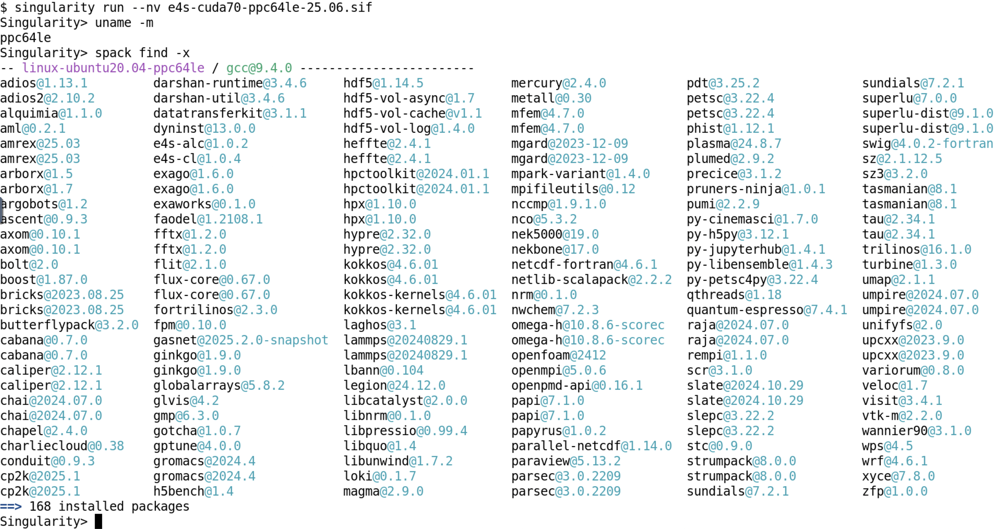 $ singularity run --nv e4s-cuda70-ppc64le-25.06.sif
Singularity> uname -m
ppc64le
Singularity> spack find -x
-- linux-ubuntu20.04-ppc64le / gcc@9.4.0 ------------------------
adios@1.13.1 darshan-runtime@3.4.6 hdf5@1.14.5 mercury@2.4.0 pdt@3.25.2 sundials@7.2.1
adios2@2.10.2 darshan-util@3.4.6 hdf5-vol-async@1.7 metall@0.30 petsc@3.22.4 superlu@7.0.0
alquimia@1.1.0 datatransferkit@3.1.1 hdf5-vol-cache@v1.1 mfem@4.7.0 petsc@3.22.4 superlu-dist@9.1.0
aml@0.2.1 dyninst@13.0.0 hdf5-vol-log@1.4.0 mfem@4.7.0 phist@1.12.1 superlu-dist@9.1.0
amrex@25.03 e4s-alc@1.0.2 heffte@2.4.1 mgard@2023-12-09 plasma@24.8.7 swig@4.0.2-fortran
amrex@25.03 e4s-cl@1.0.4 heffte@2.4.1 mgard@2023-12-09 plumed@2.9.2 sz@2.1.12.5
arborx@1.5 exago@1.6.0 hpctoolkit@2024.01.1 mpark-variant@1.4.0 precice@3.1.2 sz3@3.2.0
arborx@1.7 exago@1.6.0 hpctoolkit@2024.01.1 mpifileutils@0.12 pruners-ninja@1.0.1 tasmanian@8.1
argobots@1.2 exaworks@0.1.0 hpx@1.10.0 nccmp@1.9.1.0 pumi@2.2.9 tasmanian@8.1
ascent@0.9.3 faodel@1.2108.1 hpx@1.10.0 nco@5.3.2 py-cinemasci@1.7.0 tau@2.34.1
axom@0.10.1 fftx@1.2.0 hypre@2.32.0 nek5000@19.0 py-h5py@3.12.1 tau@2.34.1
axom@0.10.1 fftx@1.2.0 hypre@2.32.0 nekbone@17.0 py-jupyterhub@1.4.1 trilinos@16.1.0
bolt@2.0 flit@2.1.0 kokkos@4.6.01 netcdf-fortran@4.6.1 py-libensemble@1.4.3 turbine@1.3.0
boost@1.87.0 flux-core@0.67.0 kokkos@4.6.01 netlib-scalapack@2.2.2 py-petsc4py@3.22.4 umap@2.1.1
bricks@2023.08.25 flux-core@0.67.0 kokkos-kernels@4.6.01 nrm@0.1.0 qthreads@1.18 umpire@2024.07.0
bricks@2023.08.25 fortrilinos@2.3.0 kokkos-kernels@4.6.01 nwchem@7.2.3 quantum-espresso@7.4.1 umpire@2024.07.0
butterflypack@3.2.0 fpm@0.10.0 laghos@3.1 omega-h@10.8.6-scorec raja@2024.07.0 unifyfs@2.0
cabana@0.7.0 gasnet@2025.2.0-snapshot lammps@20240829.1 omega-h@10.8.6-scorec raja@2024.07.0 upcxx@2023.9.0
cabana@0.7.0 ginkgo@1.9.0 lammps@20240829.1 openfoam@2412 rempi@1.1.0 upcxx@2023.9.0
caliper@2.12.1 ginkgo@1.9.0 lbann@0.104 openmpi@5.0.6 scr@3.1.0 variorum@0.8.0
caliper@2.12.1 globalarrays@5.8.2 legion@24.12.0 openpmd-api@0.16.1 slate@2024.10.29 veloc@1.7
chai@2024.07.0 glvis@4.2 libcatalyst@2.0.0 papi@7.1.0 slate@2024.10.29 visit@3.4.1
chai@2024.07.0 gmp@6.3.0 libnrm@0.1.0 papi@7.1.0 slepc@3.22.2 vtk-m@2.2.0
chapel@2.4.0 gotcha@1.0.7 libpressio@0.99.4 papyrus@1.0.2 slepc@3.22.2 wannier90@3.1.0
charliecloud@0.38 gptune@4.0.0 libquo@1.4 parallel-netcdf@1.14.0 stc@0.9.0 wps@4.5
conduit@0.9.3 gromacs@2024.4 libunwind@1.7.2 paraview@5.13.2 strumpack@8.0.0 wrf@4.6.1
cp2k@2025.1 gromacs@2024.4 loki@0.1.7 parsec@3.0.2209 strumpack@8.0.0 xyce@7.8.0
cp2k@2025.1 h5bench@1.4 magma@2.9.0 parsec@3.0.2209 sundials@7.2.1 zfp@1.0.0
==> 168 installed packages
Singularity>